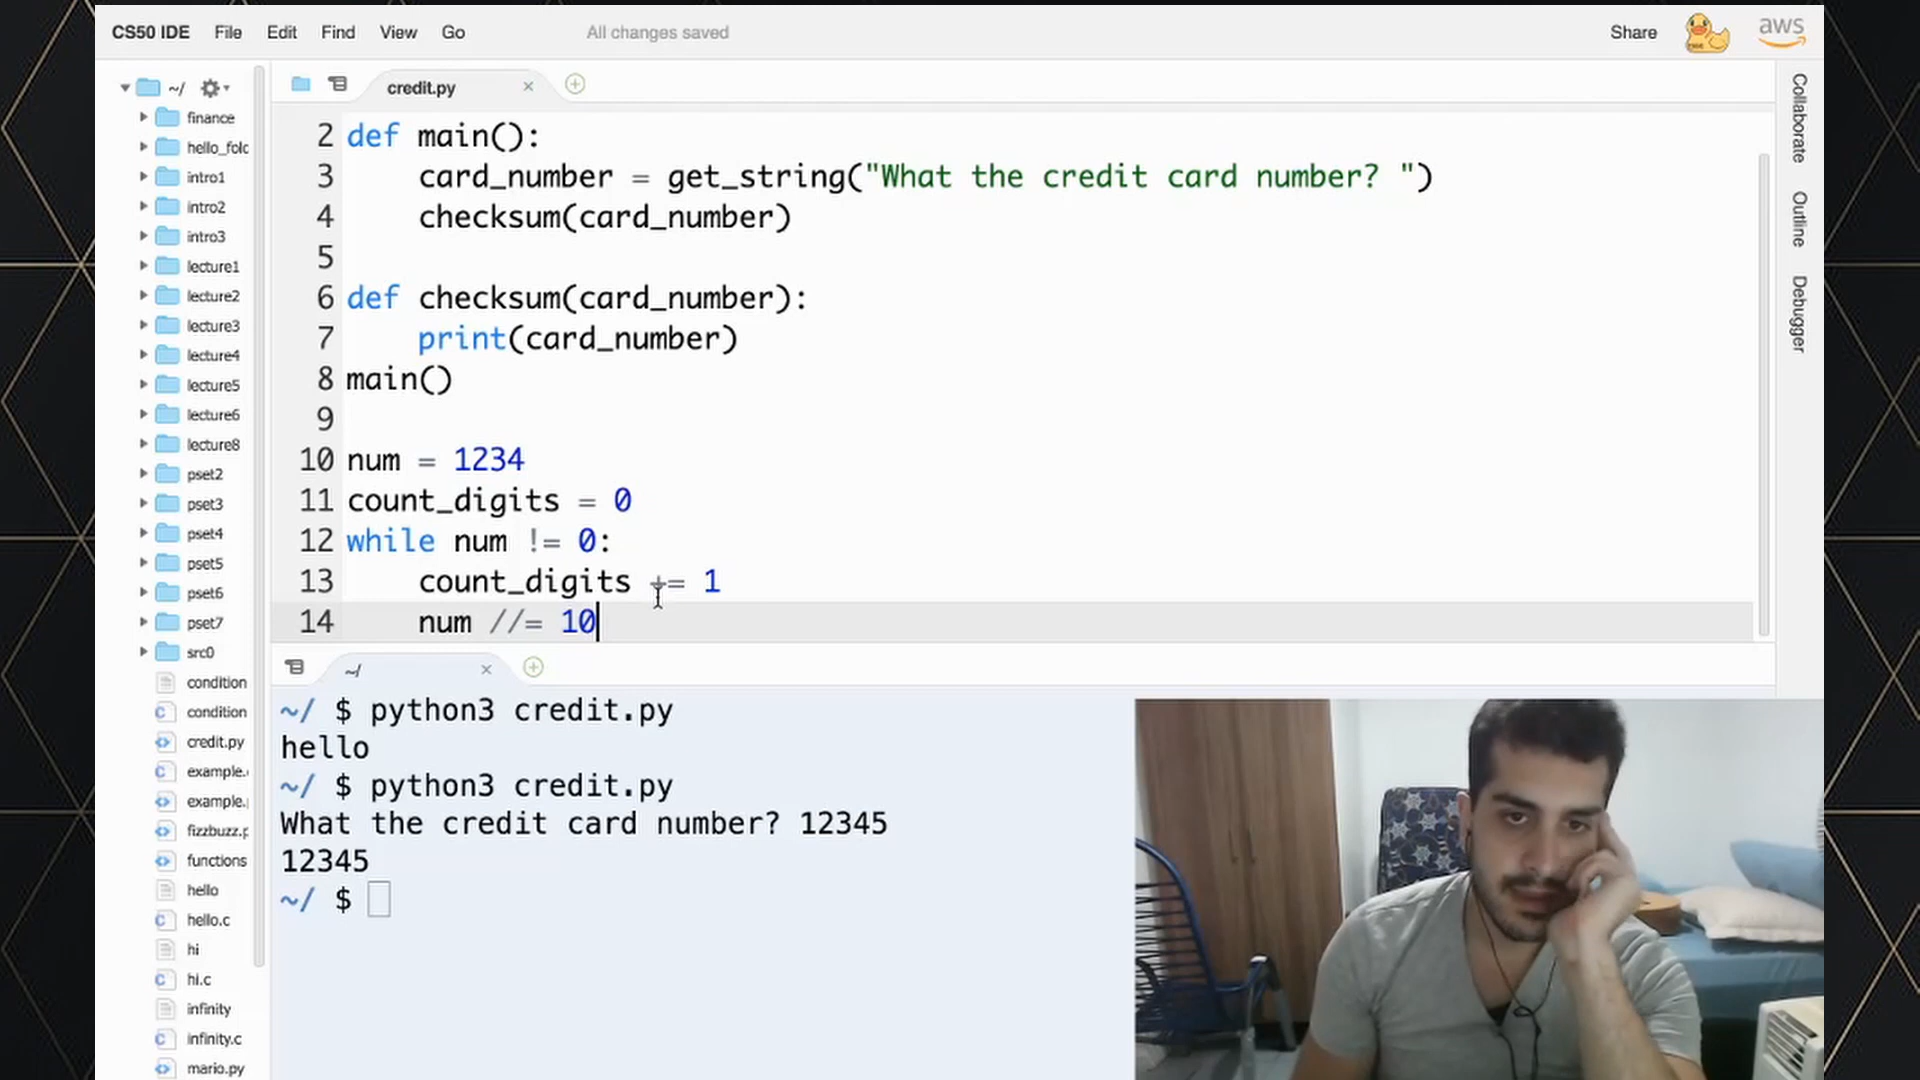 CS50 IDE File Edit Find View Go All changes saved Share aws
~/
finance
hello_folc
intro1
intro2
intro3
lecture1
lecture2
lecture3
lecture4
lecture5
lecture6
lecture8
pset2
pset3
pset4
pset5
pset6
pset7
src0
condition
condition
credit.py
example.
example.
fizzbuzz.p
functions
hello
hello.c
hi
hi.c
infinity
infinity.c
mario.py
credit.py
2 def main():
3 card_number = get_string("What the credit card number? ")
4 checksum(card_number)
5
6 def checksum(card_number):
7 print(card_number)
8 main()
9
10 num = 1234
11 count_digits = 0
12 while num != 0:
13 count_digits += 1
14 num //= 10
~/
~/ $ python3 credit.py
hello
~/ $ python3 credit.py
What the credit card number? 12345
12345
~/ $
Collaborate
Outline
Debugger